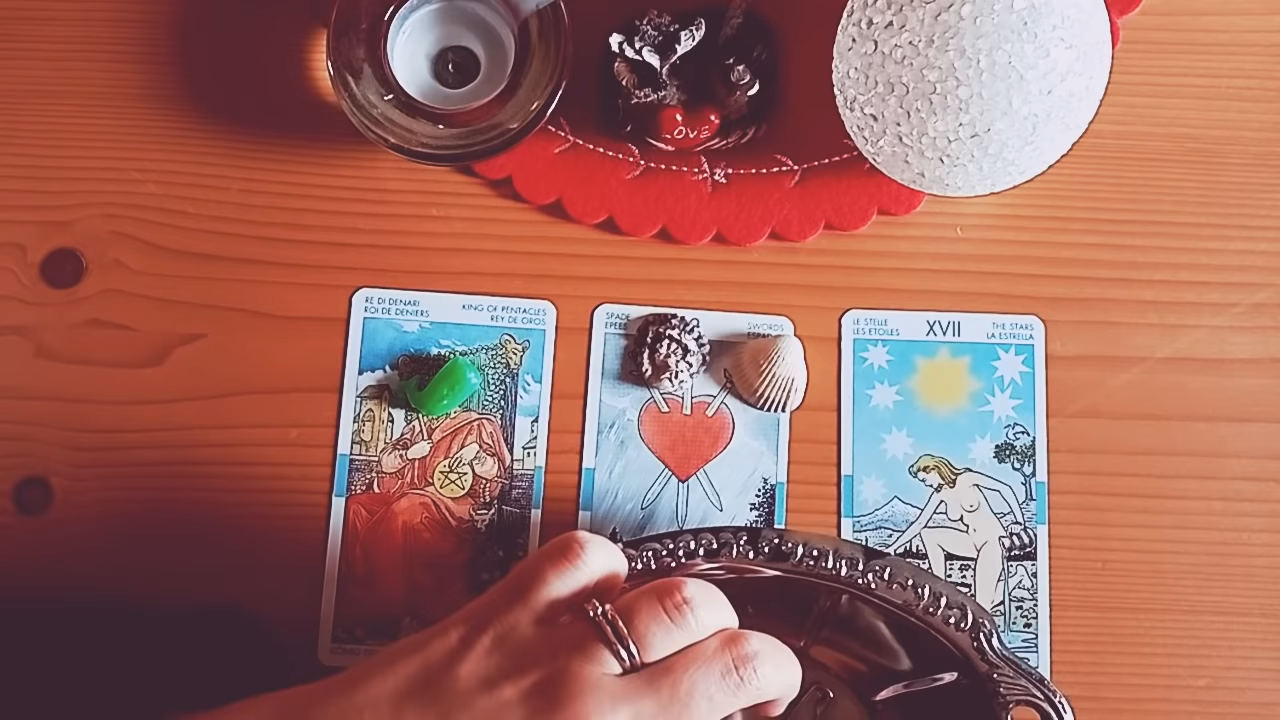 LOVE
RE DI DENARI
ROI DE DENIERS
KING OF PENTACLES
REY DE OROS
SPADE
EPEES
SWORDS
LE STELLE
LES ETOILES
XVII
THE STARS
LA ESTRELLA